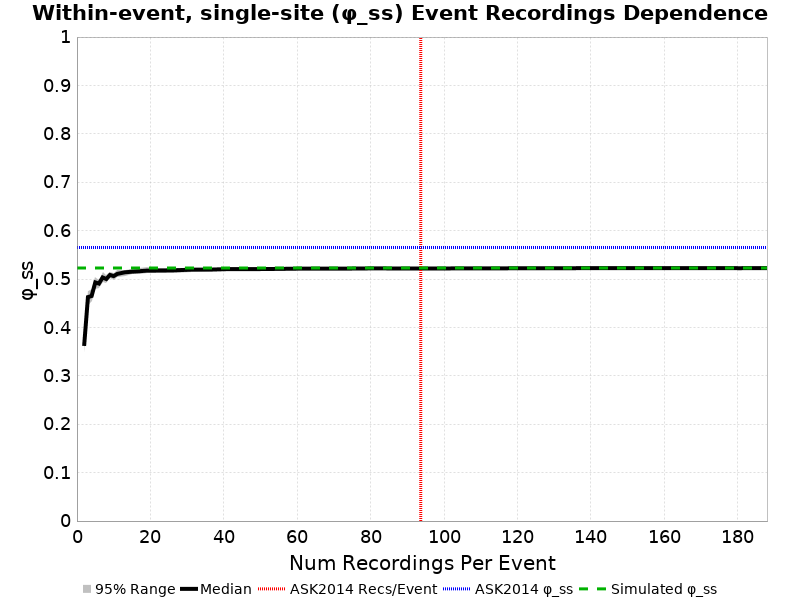 Within-event, single-site (φ_ss) Event Recordings Dependence
1
0.9
0.8
0.7
0.6
0.5
0.4
0.3
0.2
0.1
0
φ_ss
0 20 40 60 80 100 120 140 160 180
Num Recordings Per Event
95% Range Median ASK2014 Recs/Event ASK2014 φ_ss Simulated φ_ss